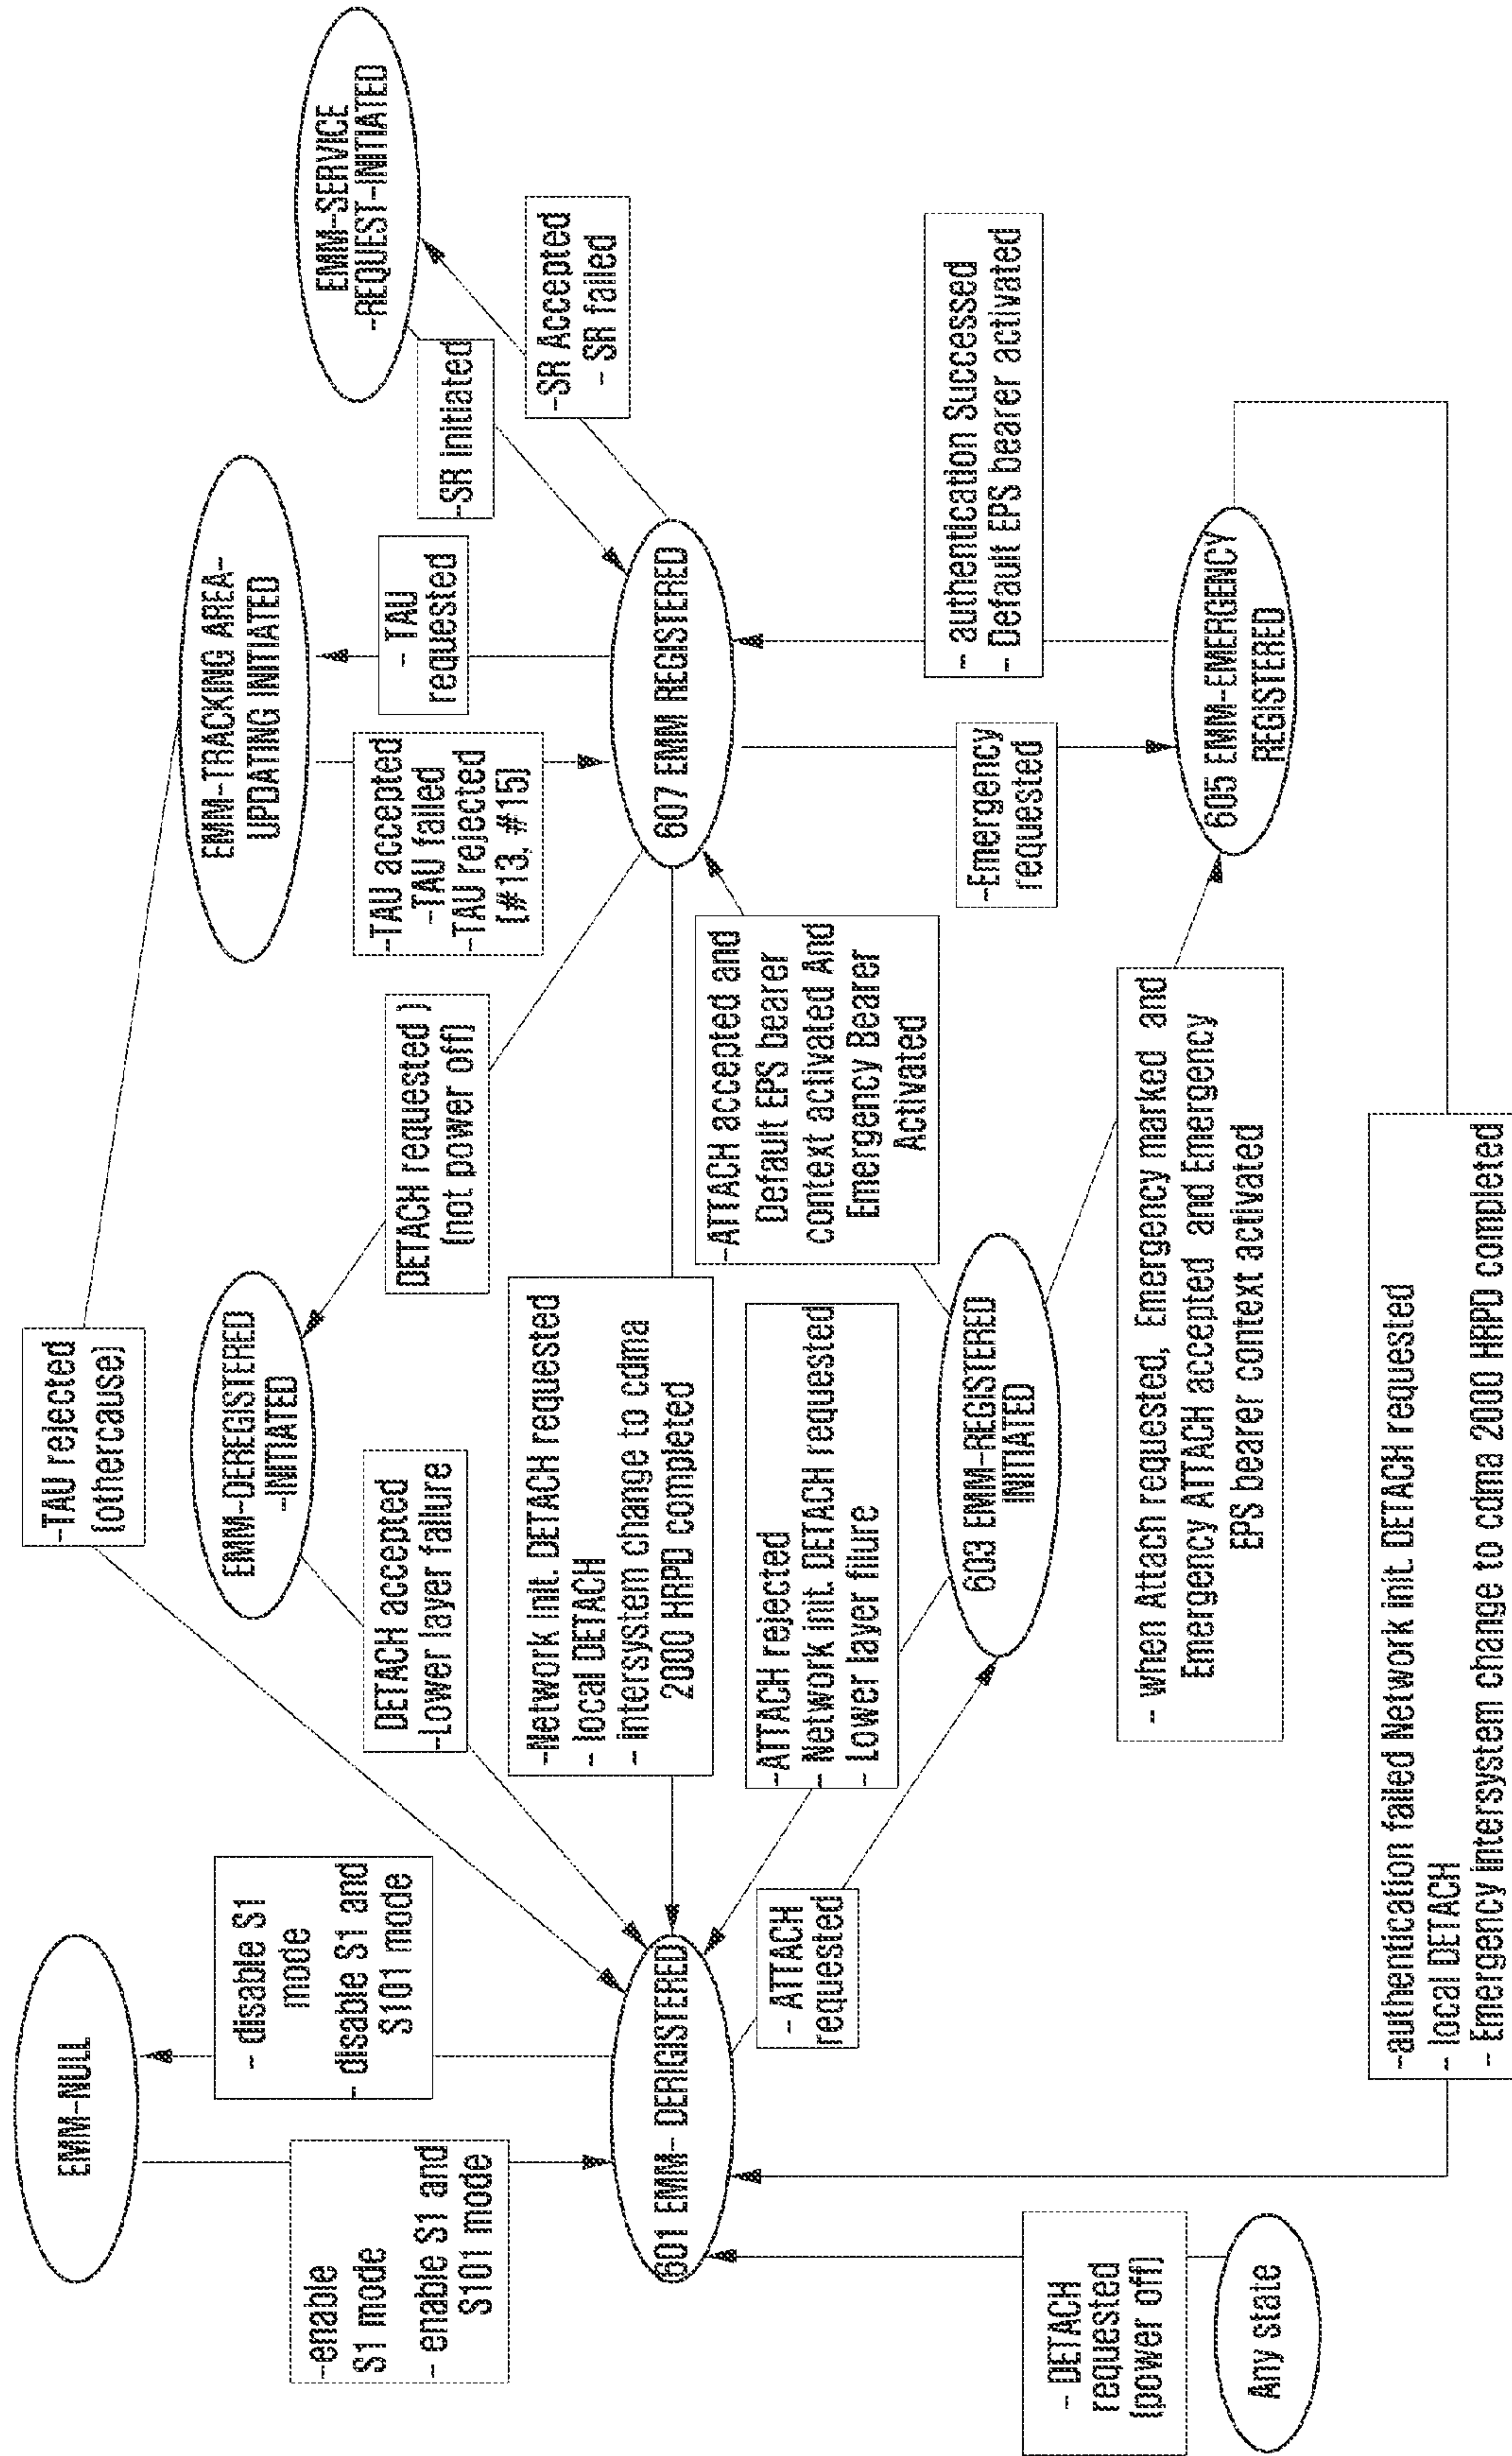 EMM-NULL
-enable
S1 mode
- enable S1 and
S101 mode
- disable S1
mode
- disable S1 and
S101 mode
-TAU rejected
(othercause)
EMM-DEREGISTERED
-INITIATED
DETACH accepted
-Lower layer failure
DETACH requested )
(not power off)
EMM-TRACKING AREA-
UPDATING INITIATED
-TAU accepted
-TAU failed
-TAU rejected
(#13, #15)
- TAU
requested
EMM-SERVICE
-REQUEST-INITIATED
-SR initiated
-SR Accepted
- SR failed
601 EMM- DERIGISTERED
-Network init. DETACH requested
- local DETACH
- intersystem change to cdma
2000 HRPD completed
607 EMM REGISTERED
-ATTACH rejected
- Network init. DETACH requested
- Lower layer filure
-ATTACH accepted and
Default EPS bearer
context activated And
Emergency Bearer
Activated
- ATTACH
requested
603 EMM-REGISTERED
INITIATED
-Emergency
requested
- authentication Successed
- Default EPS bearer activated
- DETACH
requested
(power off)
Any state
- when Attach requested, Emergency marked and
Emergency ATTACH accepted and Emergency
EPS bearer context activated
605 EMM-EMERGENCY
REGISTERED
-authentication failed Network init. DETACH requested
- local DETACH
- Emergency intersystem change to cdma 2000 HRPD completed